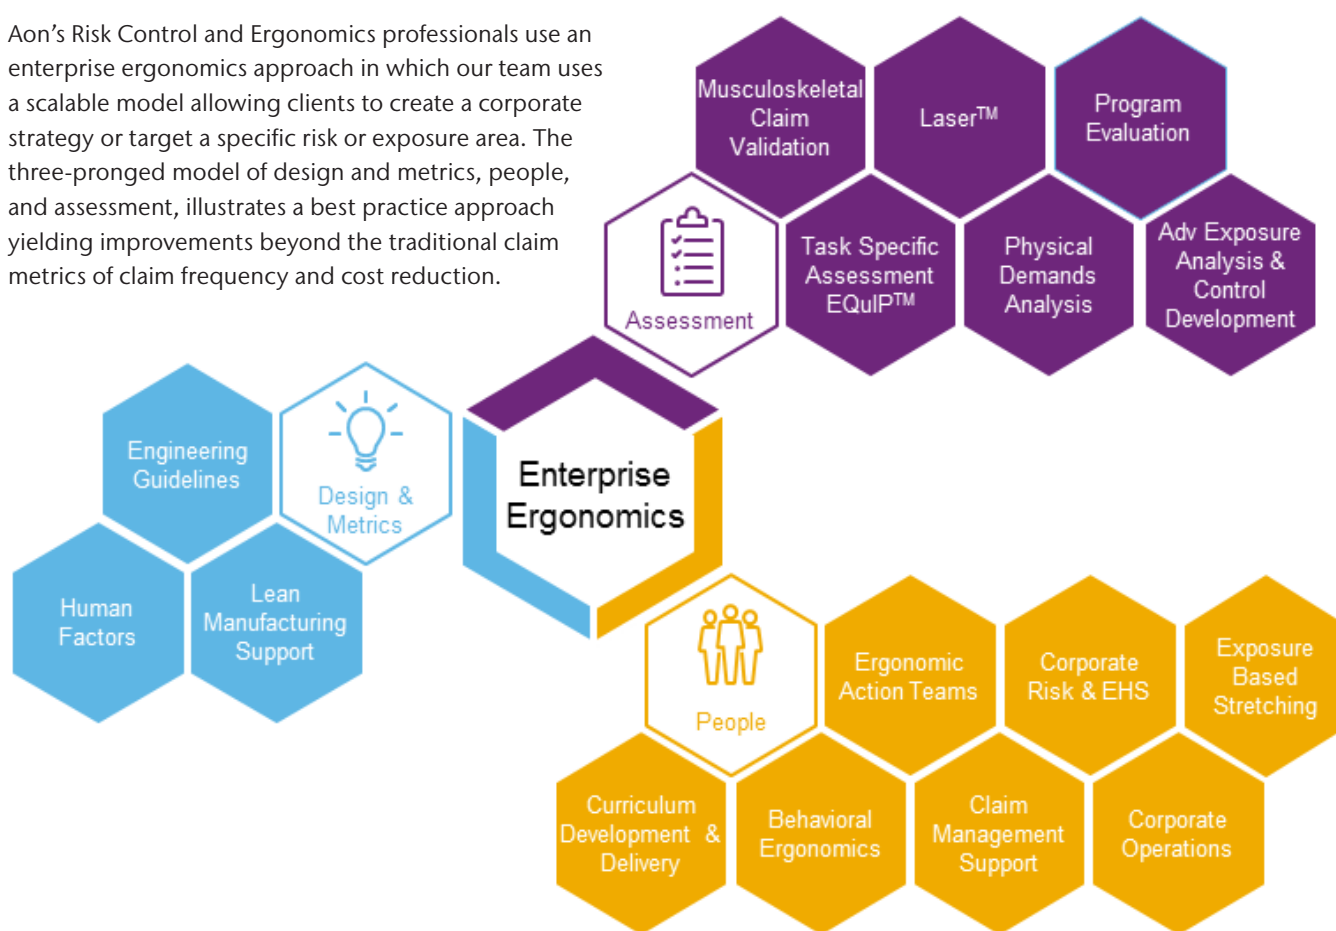 Aon’s Risk Control and Ergonomics professionals use an
enterprise ergonomics approach in which our team uses
a scalable model allowing clients to create a corporate
strategy or target a specific risk or exposure area. The
three-pronged model of design and metrics, people,
and assessment, illustrates a best practice approach
yielding improvements beyond the traditional claim
metrics of claim frequency and cost reduction.
Musculoskeletal
Claim
Validation
Laser™
Program
Evaluation
Assessment
Task Specific
Assessment
EQuIP™
Physical
Demands
Analysis
Adv Exposure
Analysis &
Control
Development
Engineering
Guidelines
Design &
Metrics
Human
Factors
Lean
Manufacturing
Support
Enterprise
Ergonomics
People
Ergonomic
Action Teams
Corporate
Risk & EHS
Exposure
Based
Stretching
Curriculum
Development &
Delivery
Behavioral
Ergonomics
Claim
Management
Support
Corporate
Operations